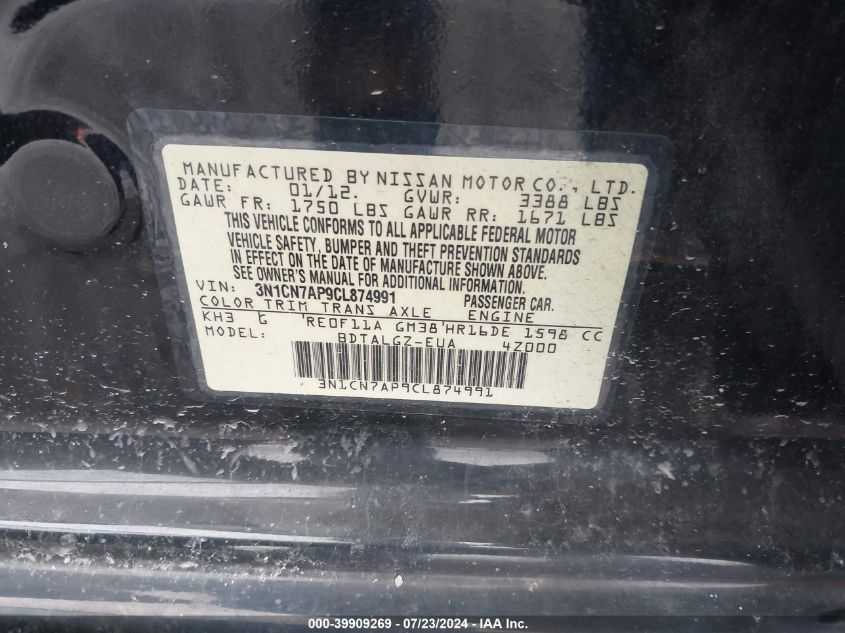 MANUFACTURED BY NISSAN MOTOR CO., LTD.
DATE: 01/12. GVWR: 3388 LBS
GAWR FR: 1750 LBS GAWR RR: 1671 LBS
THIS VEHICLE CONFORMS TO ALL APPLICABLE FEDERAL MOTOR
VEHICLE SAFETY, BUMPER AND THEFT PREVENTION STANDARDS
IN EFFECT ON THE DATE OF MANUFACTURE SHOWN ABOVE.
SEE OWNER'S MANUAL FOR ADDITIONAL INFORMATION.
VIN: 3N1CN7AP9CL874991 PASSENGER CAR.
COLOR TRIM TRANS AXLE ENGINE
KH3 G RE0F11A GM38 HR16DE 1598 CC
MODEL: BDTALGZ-EUA 4Z000
3N1CN7AP9CL874991
000-39909269 - 07/23/2024 - IAA Inc.